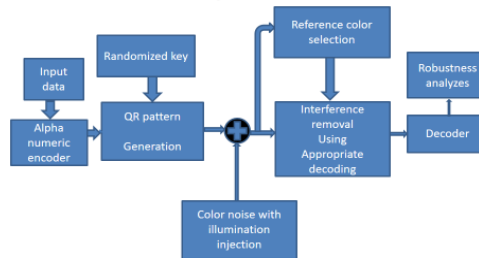 Input
data
Alpha
numeric
encoder
Randomized key
QR pattern
Generation
Color noise with
illumination
injection
Reference color
selection
Interference
removal
Using
Appropriate
decoding
Decoder
Robustness
analyzes